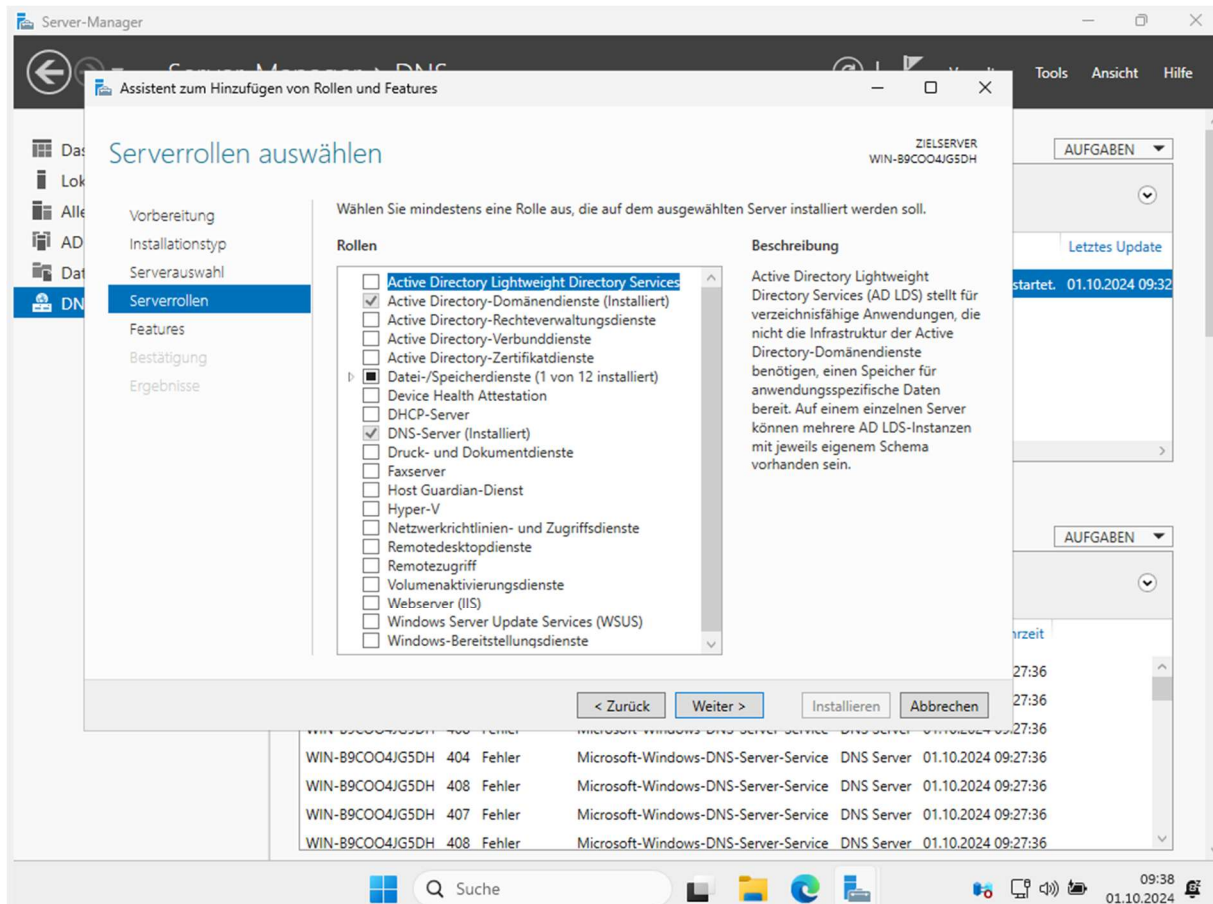 Server-Manager
Tools Ansicht Hilfe
Assistent zum Hinzufügen von Rollen und Features
Serverrollen auswählen
ZIELSERVER
WIN-B9COO4JG5DH
Vorbereitung
Installationstyp
Serverauswahl
Serverrollen
Features
Bestätigung
Ergebnisse
Wählen Sie mindestens eine Rolle aus, die auf dem ausgewählten Server installiert werden soll.
Rollen
Active Directory Lightweight Directory Services
Active Directory-Domänendienste (Installiert)
Active Directory-Rechteverwaltungsdienste
Active Directory-Verbunddienste
Active Directory-Zertifikatdienste
Datei-/Speicherdienste (1 von 12 installiert)
Device Health Attestation
DHCP-Server
DNS-Server (Installiert)
Druck- und Dokumentdienste
Faxserver
Host Guardian-Dienst
Hyper-V
Netzwerkrichtlinien- und Zugriffsdienste
Remotedesktopdienste
Remotezugriff
Volumenaktivierungsdienste
Webserver (IIS)
Windows Server Update Services (WSUS)
Windows-Bereitstellungsdienste
Beschreibung
Active Directory Lightweight
Directory Services (AD LDS) stellt für
verzeichnisfähige Anwendungen, die
nicht die Infrastruktur der Active
Directory-Domänendienste
benötigen, einen Speicher für
anwendungsspezifische Daten
bereit. Auf einem einzelnen Server
können mehrere AD LDS-Instanzen
mit jeweils eigenem Schema
vorhanden sein.
< Zurück Weiter > Installieren Abbrechen
AUFGABEN
Letztes Update
startet. 01.10.2024 09:32
AUFGABEN
hrzeit
27:36
27:36
27:36
WIN-B9COO4JG5DH 404 Fehler Microsoft-Windows-DNS-Server-Service DNS Server 01.10.2024 09:27:36
WIN-B9COO4JG5DH 408 Fehler Microsoft-Windows-DNS-Server-Service DNS Server 01.10.2024 09:27:36
WIN-B9COO4JG5DH 407 Fehler Microsoft-Windows-DNS-Server-Service DNS Server 01.10.2024 09:27:36
WIN-B9COO4JG5DH 408 Fehler Microsoft-Windows-DNS-Server-Service DNS Server 01.10.2024 09:27:36
Suche
09:38
01.10.2024